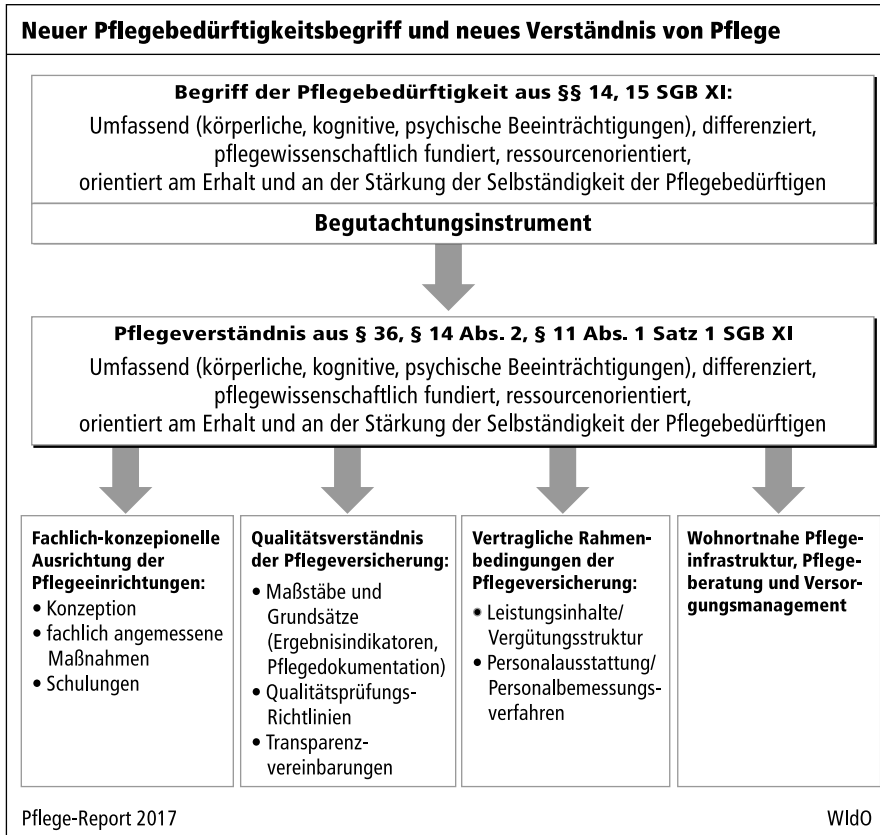 Neuer Pflegebedürftigkeitsbegriff und neues Verständnis von Pflege
Begriff der Pflegebedürftigkeit aus §§ 14, 15 SGB XI:
Umfassend (körperliche, kognitive, psychische Beeinträchtigungen), differenziert,
pflegewissenschaftlich fundiert, ressourcenorientiert,
orientiert am Erhalt und an der Stärkung der Selbständigkeit der Pflegebedürftigen
Begutachtungsinstrument
Pflegeverständnis aus § 36, § 14 Abs. 2, § 11 Abs. 1 Satz 1 SGB XI
Umfassend (körperliche, kognitive, psychische Beeinträchtigungen), differenziert,
pflegewissenschaftlich fundiert, ressourcenorientiert,
orientiert am Erhalt und an der Stärkung der Selbständigkeit der Pflegebedürftigen
Fachlich-konzepionelle
Ausrichtung der
Pflegeeinrichtungen:
• Konzeption
• fachlich angemessene
Maßnahmen
• Schulungen
Qualitätsverständnis
der Pflegeversicherung:
• Maßstäbe und
Grundsätze
(Ergebnisindikatoren,
Pflegedokumentation)
• Qualitätsprüfungs-
Richtlinien
• Transparenz-
vereinbarungen
Vertragliche Rahmen-
bedingungen der
Pflegeversicherung:
• Leistungsinhalte/
Vergütungsstruktur
• Personalausstattung/
Personalbemessungs-
verfahren
Wohnortnahe Pflege-
infrastruktur, Pflege-
beratung und Versor-
gungsmanagement
Pflege-Report 2017
WIdO